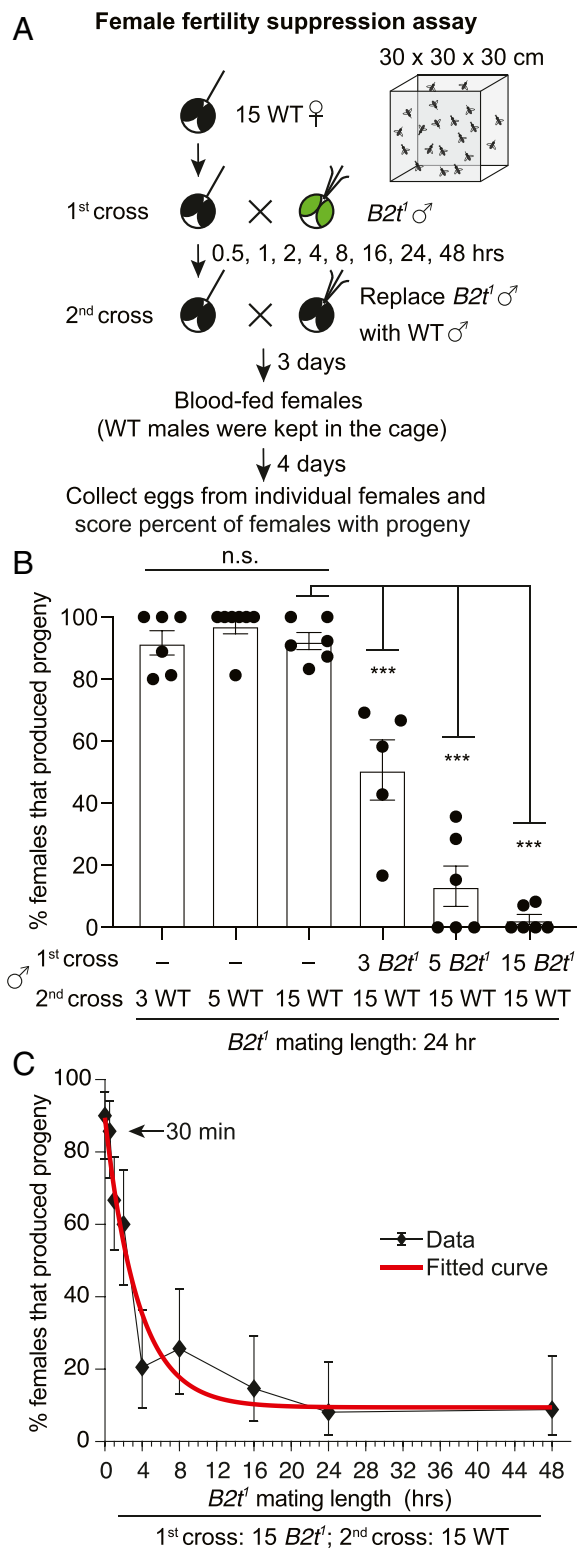 A
Female fertility suppression assay
30 x 30 x 30 cm
15 WT ♀
1st cross × B2t1 ♂
0.5, 1, 2, 4, 8, 16, 24, 48 hrs
2nd cross × Replace B2t1 ♂
with WT ♂
3 days
Blood-fed females
(WT males were kept in the cage)
4 days
Collect eggs from individual females and
score percent of females with progeny
B
n.s.
% females that produced progeny
100
80
60
40
20
0
***
***
***
♂ 1st cross – – – 3 B2t1 5 B2t1 15 B2t1
2nd cross 3 WT 5 WT 15 WT 15 WT 15 WT 15 WT
B2t1 mating length: 24 hr
C
% females that produced progeny
100
80
60
40
20
0
30 min
Data
Fitted curve
0 4 8 12 16 20 24 28 32 36 40 44 48
B2t1 mating length (hrs)
1st cross: 15 B2t1; 2nd cross: 15 WT